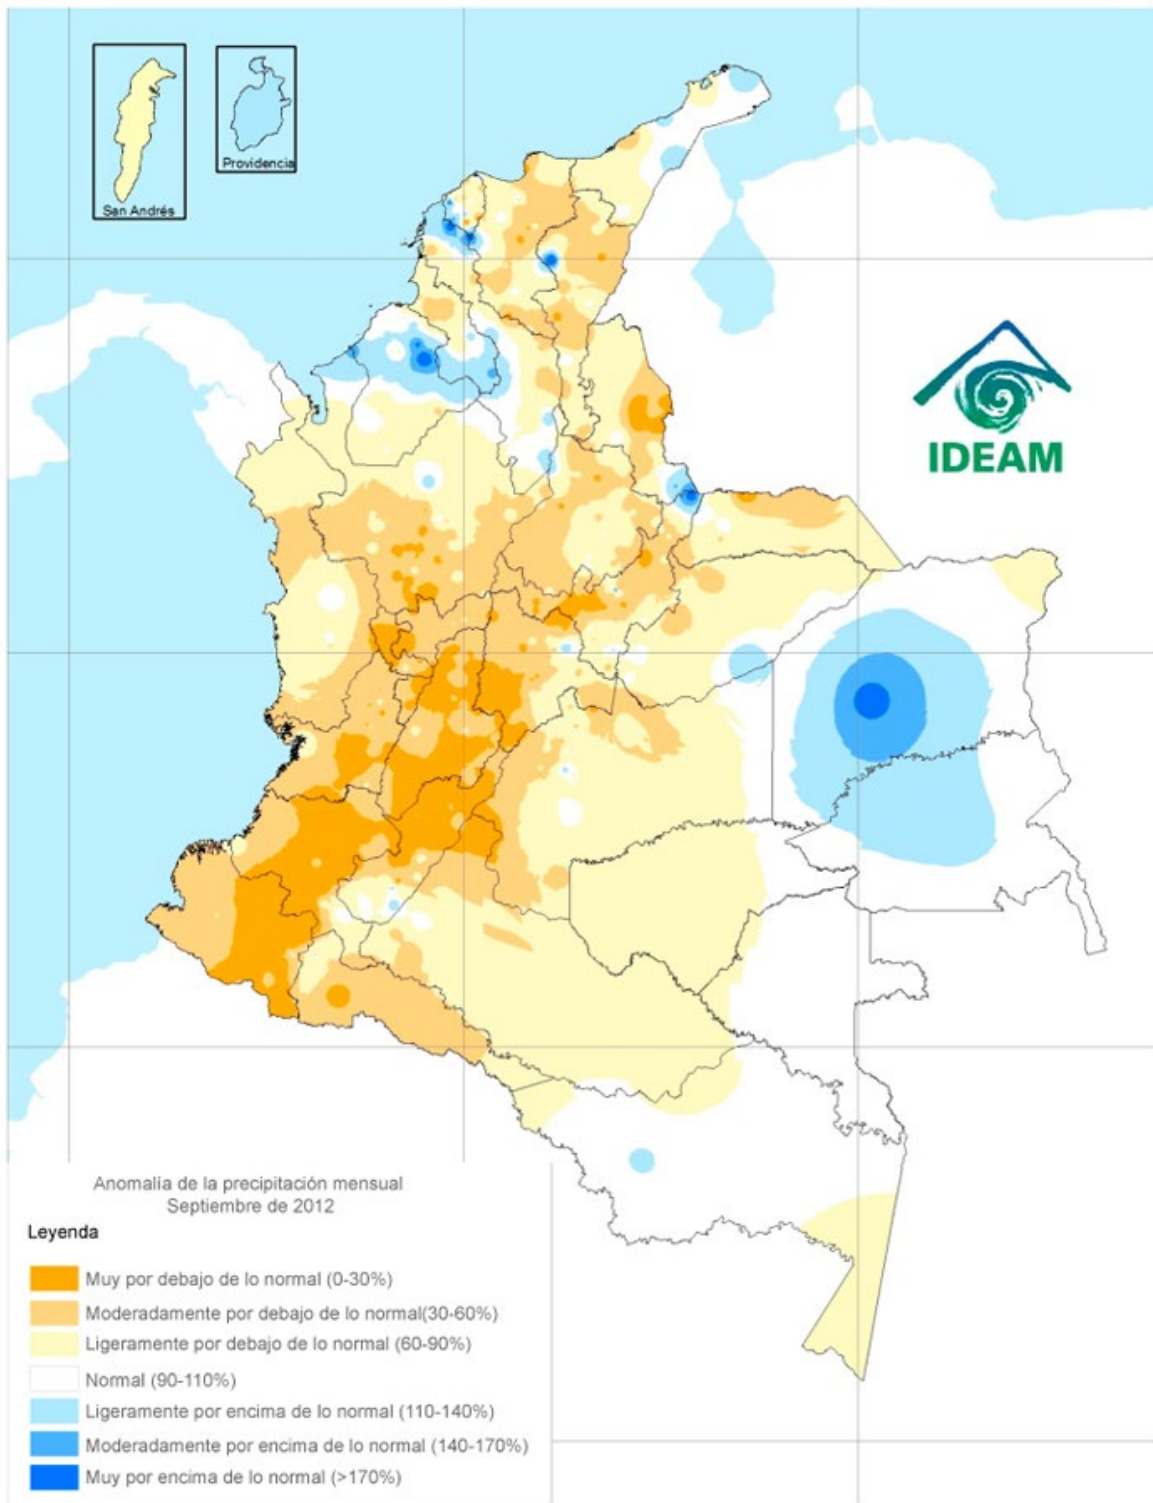 San Andrés
Providencia
IDEAM
Anomalía de la precipitación mensual
Septiembre de 2012
Leyenda
Muy por debajo de lo normal (0-30%)
Moderadamente por debajo de lo normal(30-60%)
Ligeramente por debajo de lo normal (60-90%)
Normal (90-110%)
Ligeramente por encima de lo normal (110-140%)
Moderadamente por encima de lo normal (140-170%)
Muy por encima de lo normal (>170%)